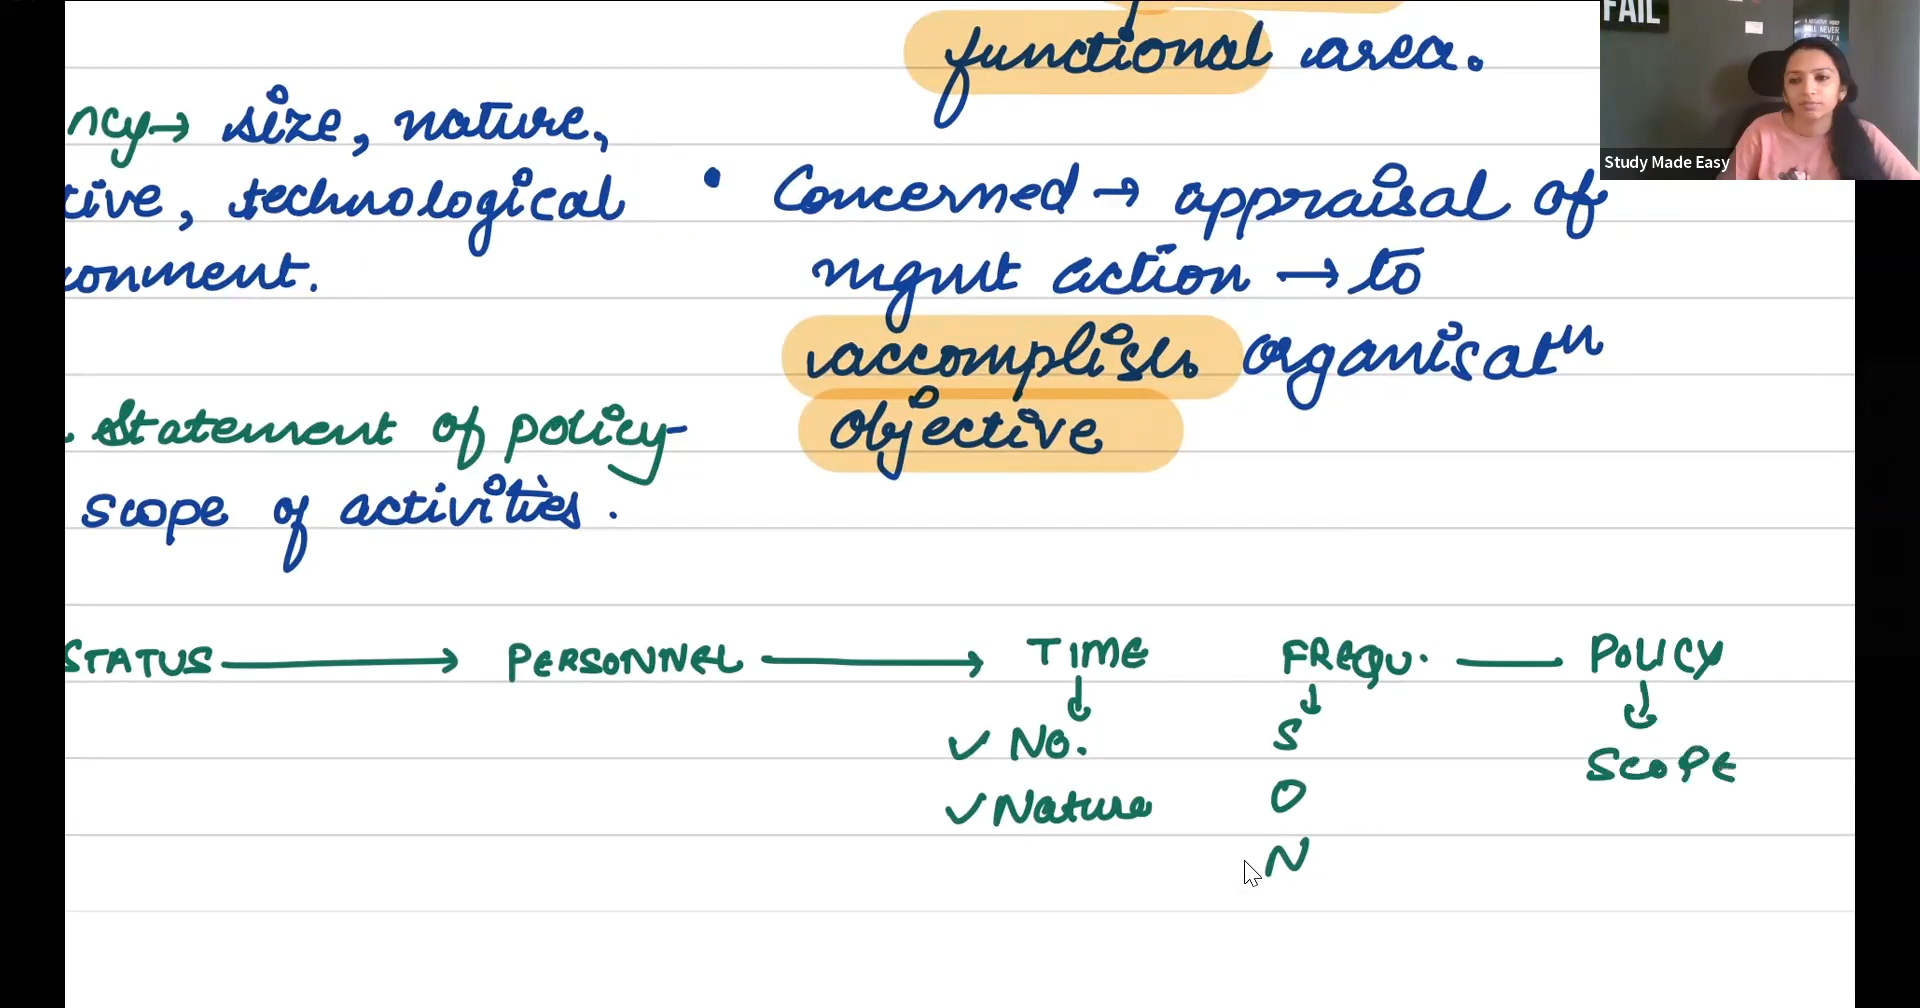 functional area.
FAIL
ncy→ size, nature,
tive, technological
onment.
• Concerned → appraisal of
mgmt action → to
accomplish organisatn
objective
Study Made Easy
. Statement of policy-
scope of activities.
STATUS → PERSONNEL → TIME FREQU. — POLICY
↓ ↓ ↓
✓ No. S SCOPE
✓ Nature O
N